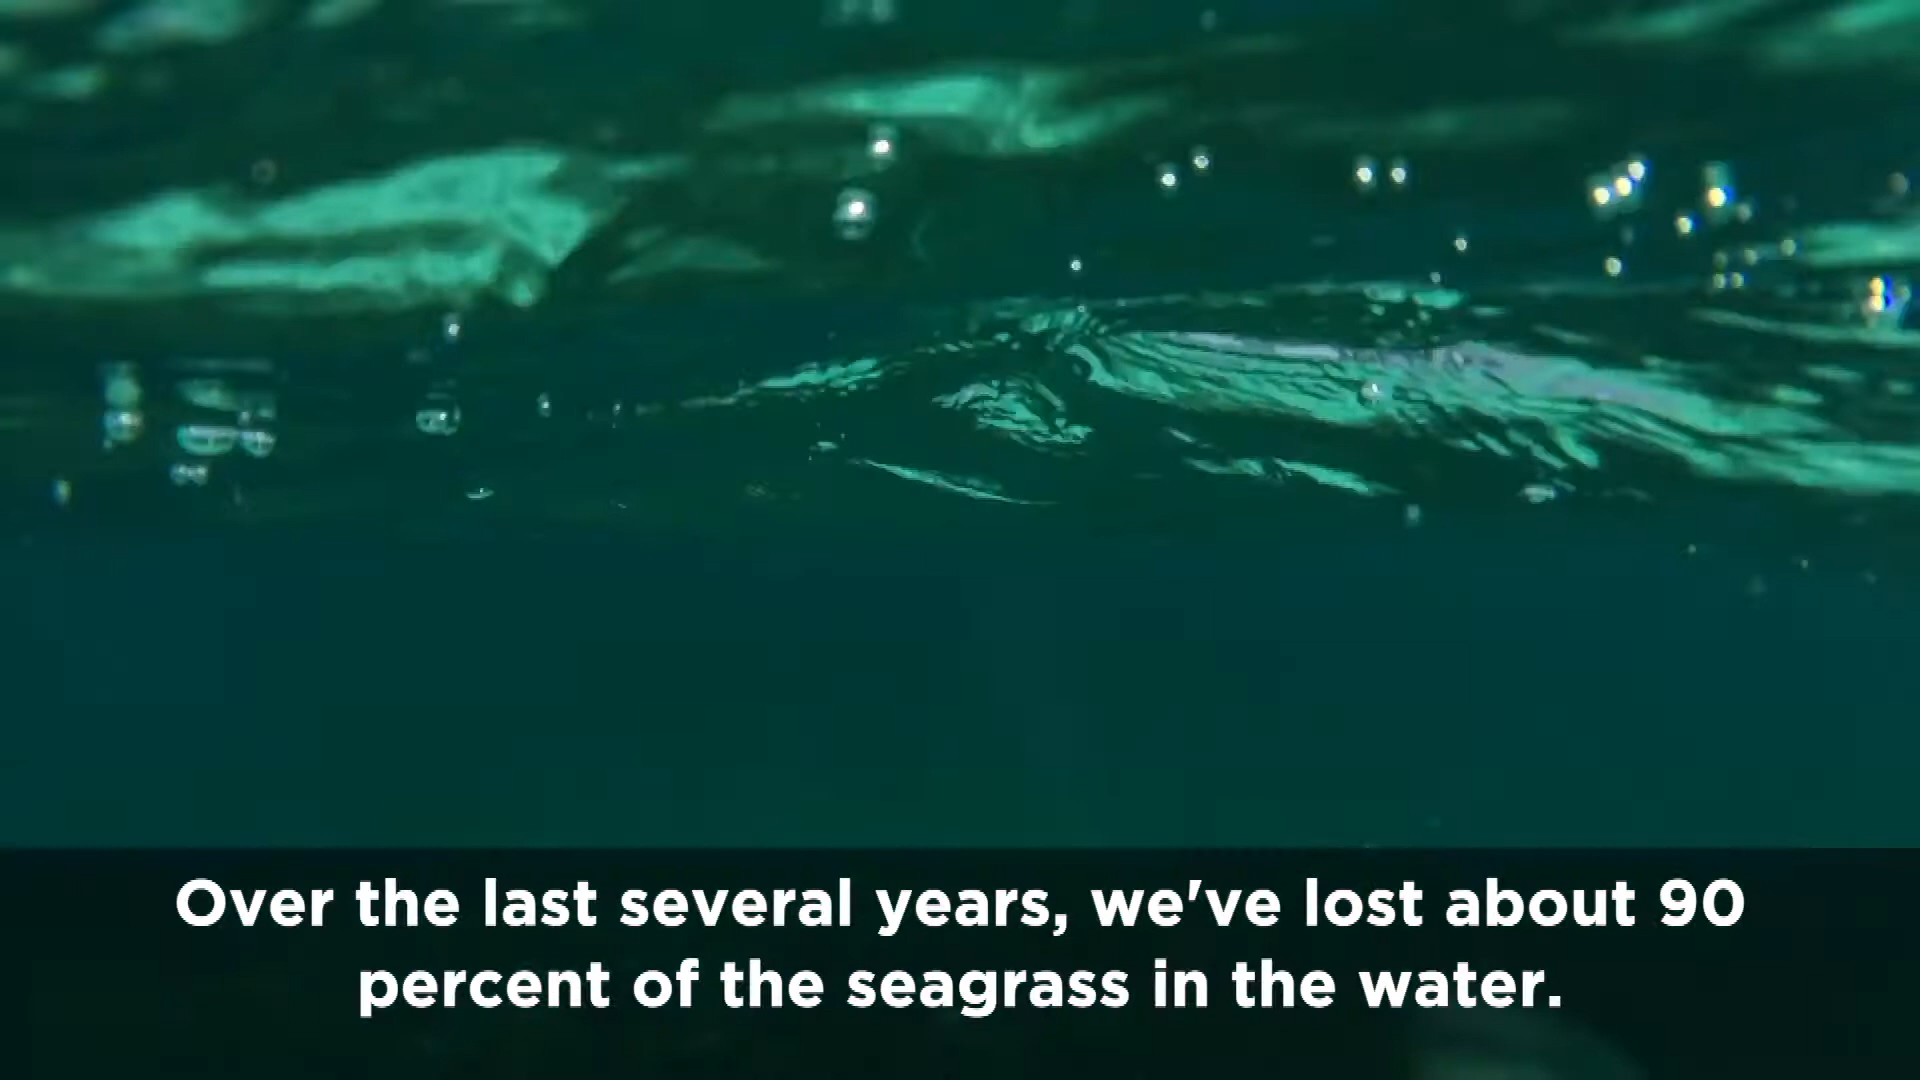 Over the last several years, we've lost about 90
percent of the seagrass in the water.